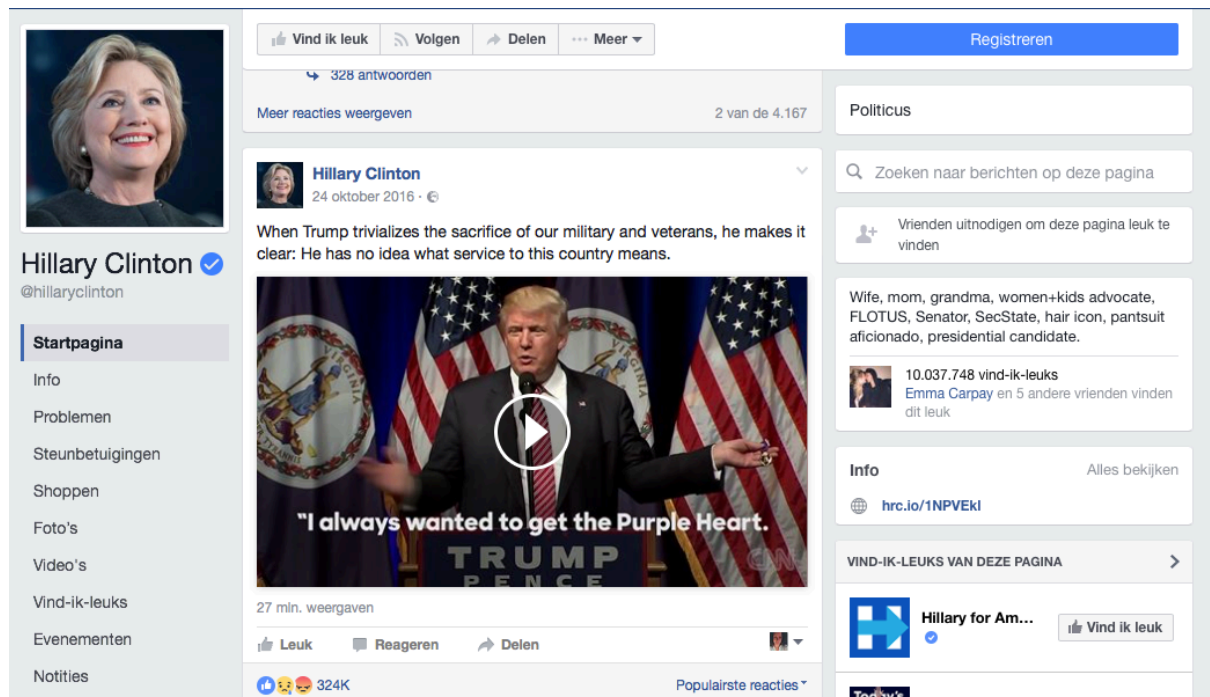 Vind ik leuk
Volgen
Delen
Meer
Registreren
328 antwoorden
Meer reacties weergeven
2 van de 4.167
Hillary Clinton
@hillaryclinton
Startpagina
Info
Problemen
Steunbetuigingen
Shoppen
Foto's
Video's
Vind-ik-leuks
Evenementen
Notities
Hillary Clinton
24 oktober 2016
When Trump trivializes the sacrifice of our military and veterans, he makes it
clear: He has no idea what service to this country means.
VIRGINIA
"I always wanted to get the Purple Heart.
TRUMP
PENCE
CNN
27 mln. weergaven
Leuk
Reageren
Delen
324K
Populairste reacties
Politicus
Zoeken naar berichten op deze pagina
Vrienden uitnodigen om deze pagina leuk te
vinden
Wife, mom, grandma, women+kids advocate,
FLOTUS, Senator, SecState, hair icon, pantsuit
aficionado, presidential candidate.
10.037.748 vind-ik-leuks
Emma Carpay en 5 andere vrienden vinden
dit leuk
Info
Alles bekijken
hrc.io/1NPVEkI
VIND-IK-LEUKS VAN DEZE PAGINA
Hillary for Am...
Vind ik leuk
Today's